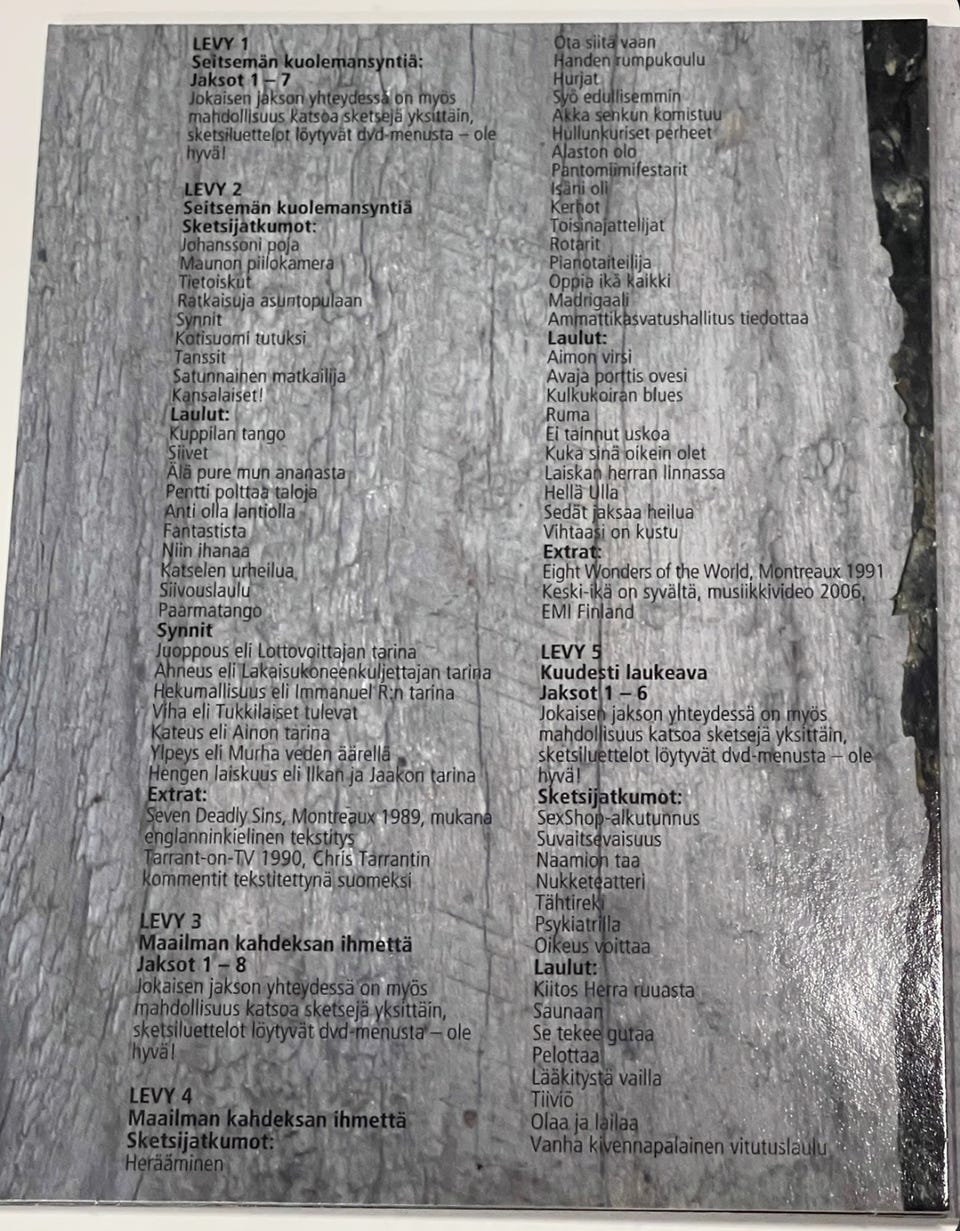 LEVY 1
Seitsemän kuolemansyntiä:
Jaksot 1 – 7
Jokaisen jakson yhteydessä on myös
mahdollisuus katsoa sketsejä yksittäin,
sketsiluettelot löytyvät dvd-menusta – ole
hyvä!
LEVY 2
Seitsemän kuolemansyntiä
Sketsijatkumot:
Johanssoni poja
Maunon piilokamera
Tietoiskut
Ratkaisuja asuntopulaan
Synnit
Kotisuomi tutuksi
Tanssit
Satunnainen matkailija
Kansalaiset!
Laulut:
Kuppilan tango
Siivet
Älä pure mun ananasta
Pentti polttaa taloja
Anti olla lantiolla
Fantastista
Niin ihanaa
Katselen urheilua
Siivouslaulu
Paarmatango
Synnit
Juoppous eli Lottovoittajan tarina
Ahneus eli Lakaisukoneenkuljettajan tarina
Hekumallisuus eli Immanuel R:n tarina
Viha eli Tukkilaiset tulevat
Kateus eli Ainon tarina
Ylpeys eli Murha veden äärellä
Hengen laiskuus eli Ilkan ja Jaakon tarina
Extrat:
Seven Deadly Sins, Montreaux 1989, mukana
englanninkielinen tekstitys
Tarrant-on-TV 1990, Chris Tarrantin
kommentit tekstitettynä suomeksi
LEVY 3
Maailman kahdeksan ihmettä
Jaksot 1 – 8
Jokaisen jakson yhteydessä on myös
mahdollisuus katsoa sketsejä yksittäin,
sketsiluettelot löytyvät dvd-menusta – ole
hyvä!
LEVY 4
Maailman kahdeksan ihmettä
Sketsijatkumot:
Herääminen
Ota siitä vaan
Handen rumpukoulu
Hurjat
Syö edullisemmin
Akka senkun komistuu
Hullunkuriset perheet
Alaston olo
Pantomiimifestarit
Isäni oli
Kerhot
Toisinajattelijat
Rotarit
Pianotaiteilija
Oppia ikä kaikki
Madrigaali
Ammattikasvatushallitus tiedottaa
Laulut:
Aimon virsi
Avaja porttis ovesi
Kulkukoiran blues
Ruma
Ei tainnut uskoa
Kuka sinä oikein olet
Laiskan herran linnassa
Hellä Ulla
Sedät jaksaa heilua
Vihtaasi on kustu
Extrat:
Eight Wonders of the World, Montreaux 1991
Keski-ikä on syvältä, musiikkivideo 2006,
EMI Finland
LEVY 5
Kuudesti laukeava
Jaksot 1 – 6
Jokaisen jakson yhteydessä on myös
mahdollisuus katsoa sketsejä yksittäin,
sketsiluettelot löytyvät dvd-menusta – ole
hyvä!
Sketsijatkumot:
SexShop-alkutunnus
Suvaitsevaisuus
Naamion taa
Nukketeatteri
Tähtireki
Psykiatrilla
Oikeus voittaa
Laulut:
Kiitos Herra ruuasta
Saunaan
Se tekee gutaa
Pelottaa
Lääkitystä vailla
Tiiviö
Olaa ja lailaa
Vanha kivennapalainen vitutuslaulu